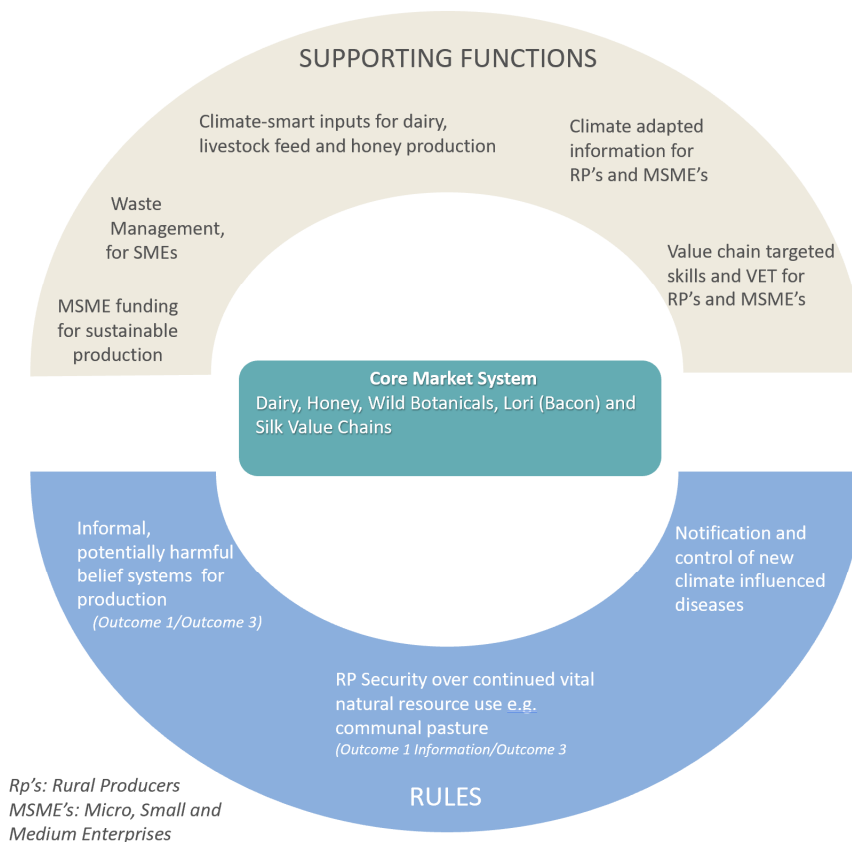 SUPPORTING FUNCTIONS
Climate-smart inputs for dairy,
livestock feed and honey production
Climate adapted
information for
RP's and MSME's
Waste
Management,
for SMEs
Value chain targeted
skills and VET for
RP's and MSME's
MSME funding
for sustainable
production
Core Market System
Dairy, Honey, Wild Botanicals, Lori (Bacon) and
Silk Value Chains
Informal,
potentially harmful
belief systems for
production
(Outcome 1/Outcome 3)
Notification and
control of new
climate influenced
diseases
RP Security over continued vital
natural resource use e.g.
communal pasture
(Outcome 1 Information/Outcome 3
RULES
Rp's: Rural Producers
MSME's: Micro, Small and
Medium Enterprises